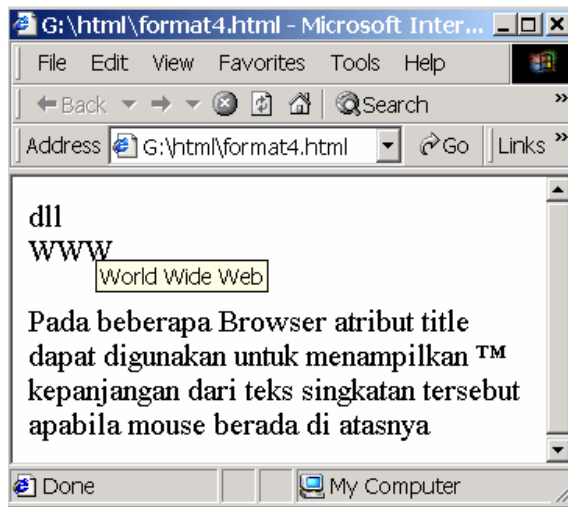 G:\html\format4.html - Microsoft Inter...
File Edit View Favorites Tools Help
Back Search »
Address G:\html\format4.html Go Links »
dll
WWW
World Wide Web
Pada beberapa Browser atribut title
dapat digunakan untuk menampilkan ™
kepanjangan dari teks singkatan tersebut
apabila mouse berada di atasnya
Done My Computer